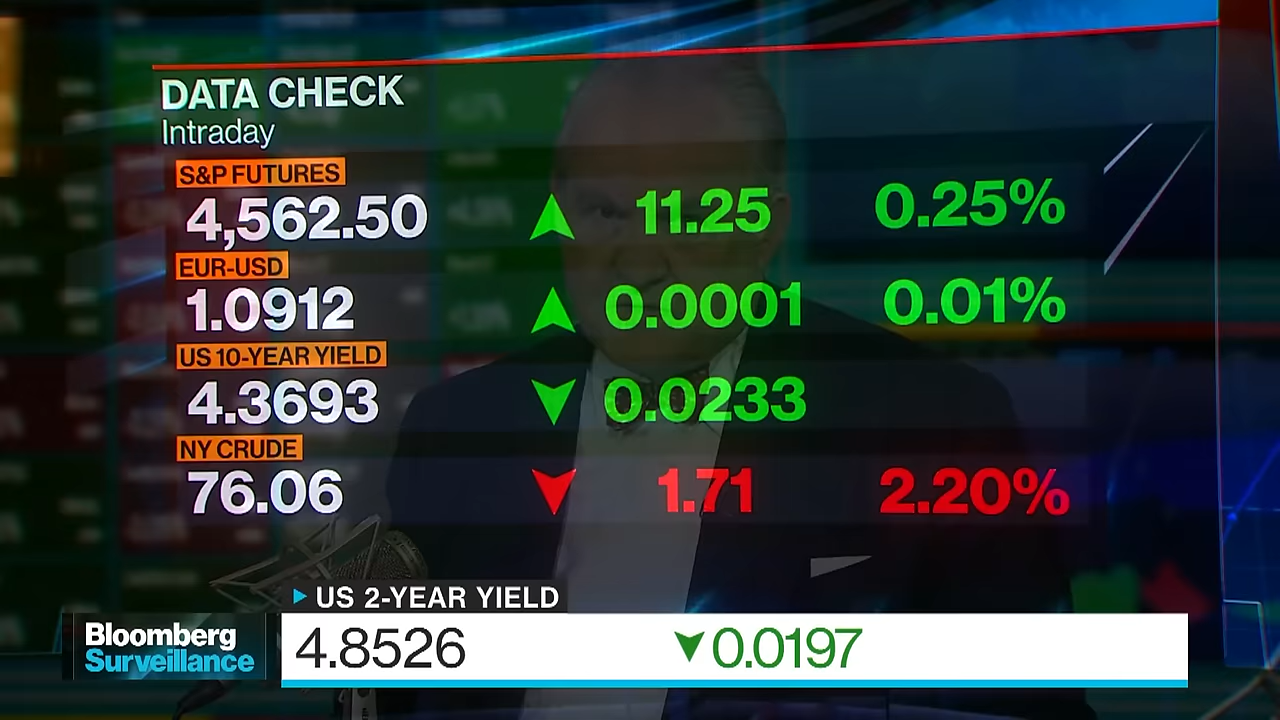 DATA CHECK
Intraday
S&P FUTURES
4,562.50 ▲ 11.25 0.25%
EUR-USD
1.0912 ▲ 0.0001 0.01%
US 10-YEAR YIELD
4.3693 ▼ 0.0233
NY CRUDE
76.06 ▼ 1.71 2.20%
US 2-YEAR YIELD
Bloomberg
Surveillance
4.8526 ▼ 0.0197